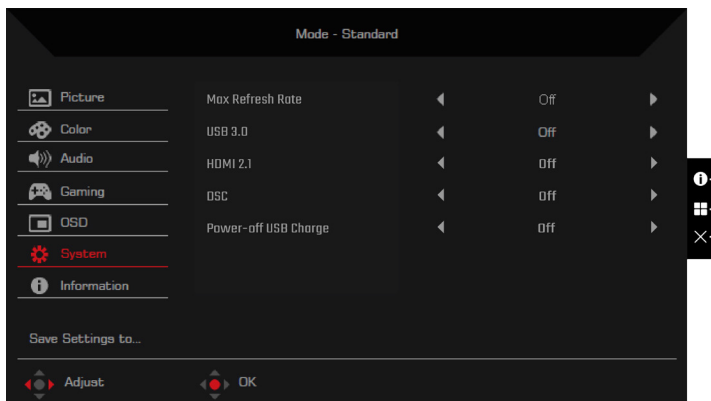 Mode - Standard
Picture
Max Refresh Rate Off
Color
USB 3.0 Off
Audio
HDMI 2.1 Off
Gaming
DSC Off
OSD
Power-off USB Charge Off
System
Information
Save Settings to...
Adjust OK